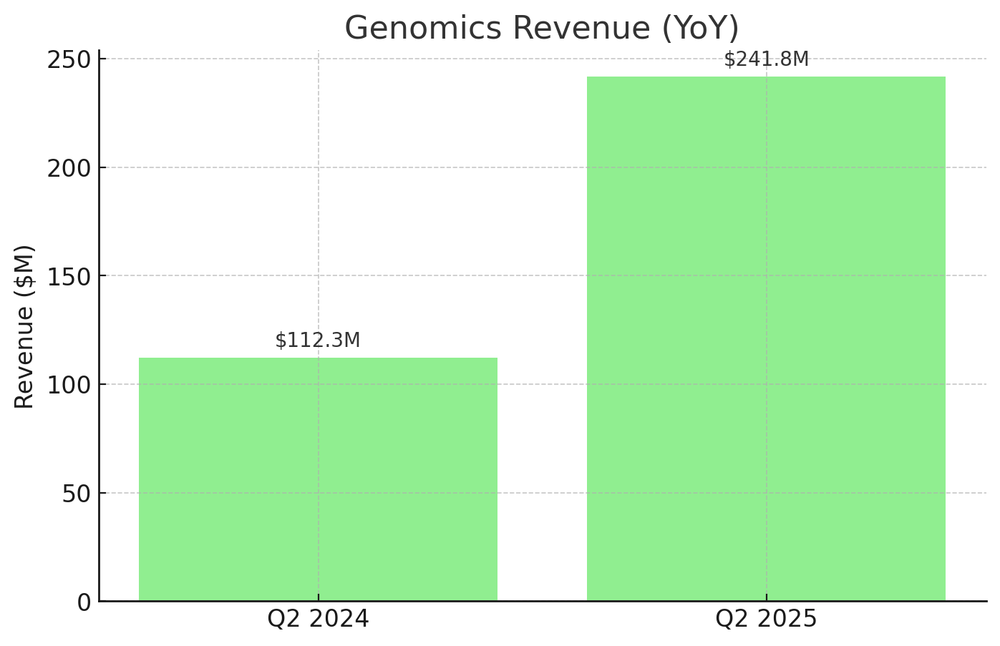 Genomics Revenue (YoY)
Revenue ($M)
250
200
150
100
50
0
$112.3M
$241.8M
Q2 2024
Q2 2025